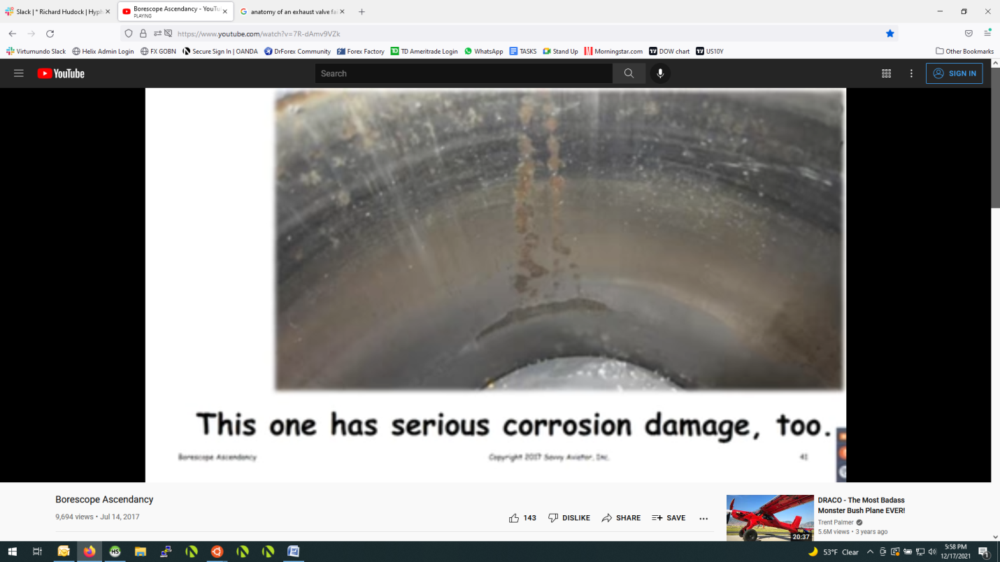 Slack | * Richard Hudock | Hyph
Borescope Ascendancy - YouTu
PLAYING
anatomy of an exhaust valve fai
https://www.youtube.com/watch?v=7R-dAmv9VZk
Virtumundo Slack
Helix Admin Login
FX GOBN
Secure Sign In | OANDA
DrForex Community
Forex Factory
TD Ameritrade Login
WhatsApp
TASKS
Stand Up
Morningstar.com
DOW chart
US10Y
Other Bookmarks
YouTube
Search
SIGN IN
This one has serious corrosion damage, too.
Borescope Ascendancy
Copyright 2017 Savvy Aviator, Inc.
41
Borescope Ascendancy
9,694 views • Jul 14, 2017
143
DISLIKE
SHARE
SAVE
DRACO - The Most Badass
Monster Bush Plane EVER!
Trent Palmer
5.6M views • 3 years ago
20:37
HS
53°F Clear
5:58 PM
12/17/2021
1